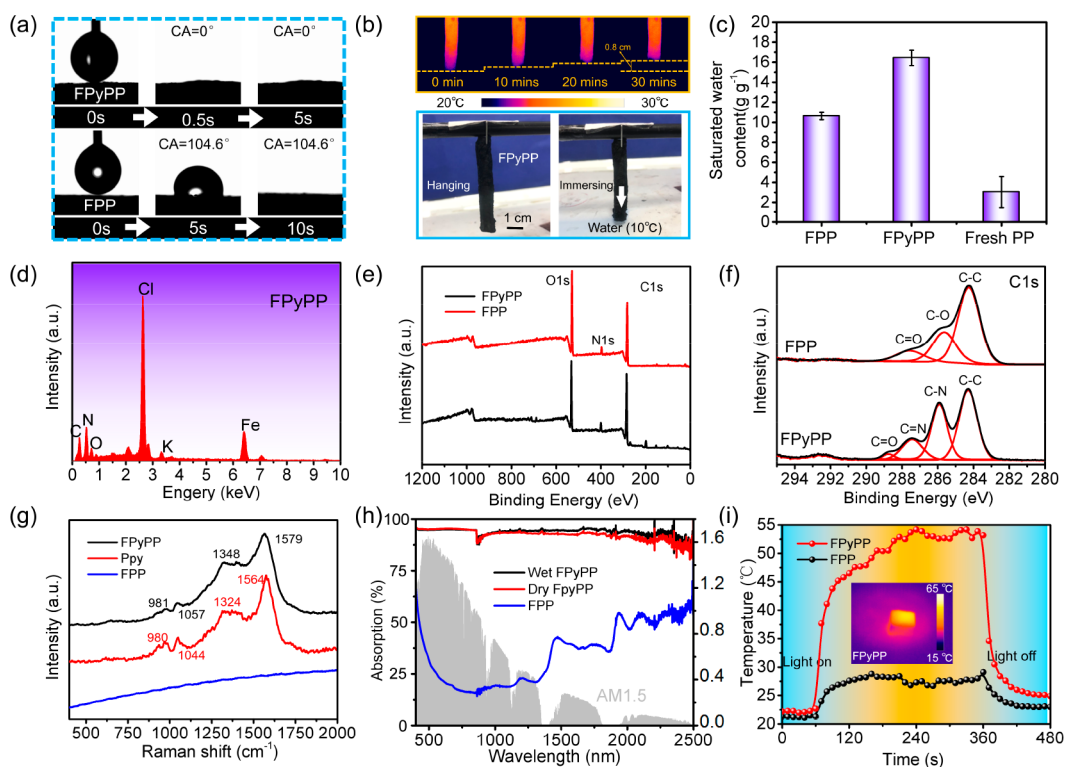 (a)
CA=0°
CA=0°
FPyPP
0s
0.5s
5s
CA=104.6°
CA=104.6°
FPP
0s
5s
10s
(b)
0.8 cm
0 min
10 mins
20 mins
30 mins
20℃
30℃
FPyPP
Hanging
Immersing
1 cm
Water (10℃)
(c)
Saturated water
content(g g⁻¹)
20
18
16
14
12
10
8
6
4
2
0
FPP
FPyPP
Fresh PP
(d)
Cl
FPyPP
Intensity (a.u.)
C
N
O
K
Fe
0 1 2 3 4 5 6 7 8 9 10
Engery (keV)
(e)
FPyPP
FPP
O1s
C1s
N1s
Intensity (a.u.)
1200 1000 800 600 400 200 0
Binding Energy (eV)
(f)
C1s
C-C
C-O
C=O
FPP
C-C
C-N
C=N
C=O
FPyPP
Intensity (a.u.)
294 292 290 288 286 284 282 280
Binding Energy (eV)
(g)
FPyPP
Ppy
FPP
1579
1348
981
1057
1564
1324
980
1044
Intensity (a.u.)
500 1000 1500 2000
Raman shift (cm⁻¹)
(h)
100
75
50
25
0
Absorption (%)
Wet FPyPP
Dry FpyPP
FPP
AM1.5
1.6
1.2
0.8
0.4
0.0
500 1000 1500 2000 2500
Wavelength (nm)
(i)
FPyPP
FPP
Temperature (℃)
55
50
45
40
35
30
25
20
65 ℃
15 ℃
FPyPP
Light on
Light off
0 120 240 360 480
Time (s)